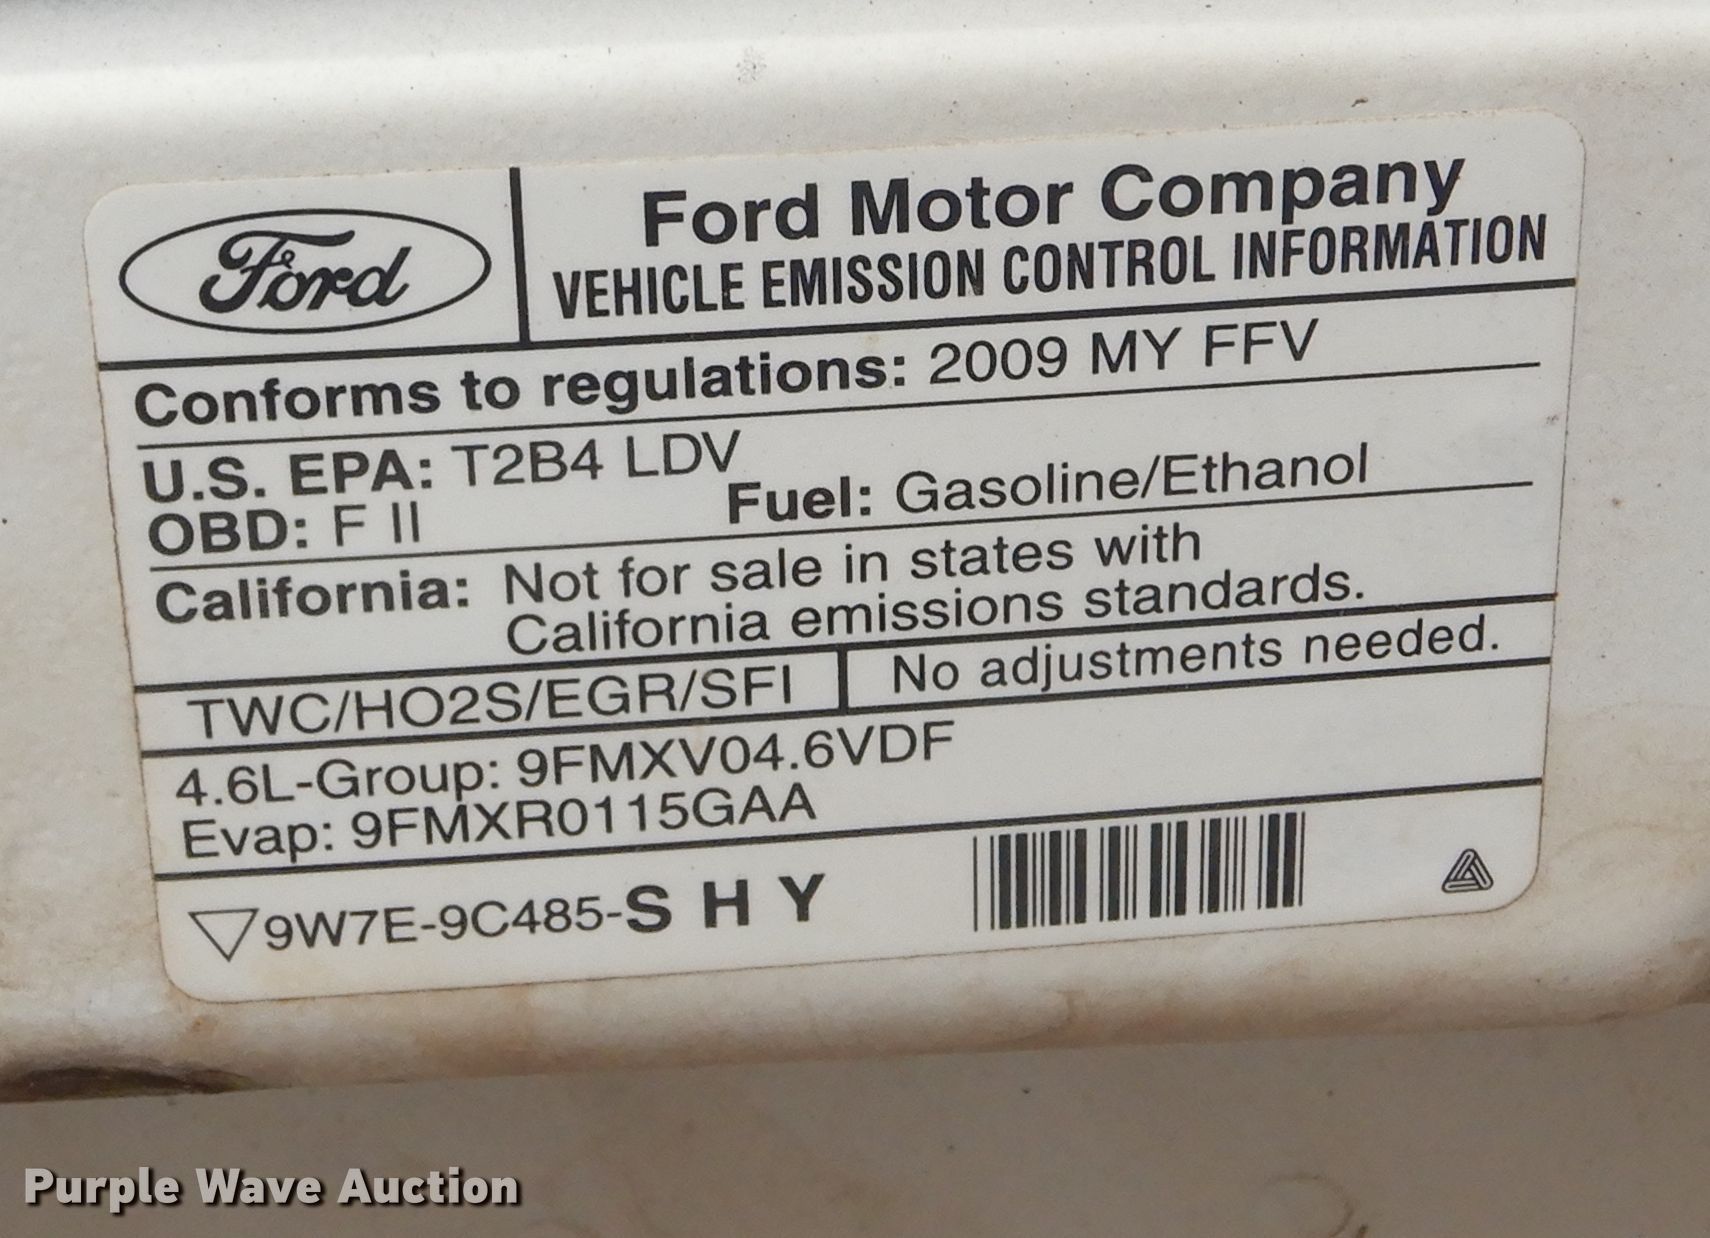 Ford
Ford Motor Company
VEHICLE EMISSION CONTROL INFORMATION
Conforms to regulations: 2009 MY FFV
U.S. EPA: T2B4 LDV
OBD: F II
Fuel: Gasoline/Ethanol
California: Not for sale in states with
California emissions standards.
TWC/HO2S/EGR/SFI
No adjustments needed.
4.6L-Group: 9FMXV04.6VDF
Evap: 9FMXR0115GAA
9W7E-9C485-S H Y
Purple Wave Auction